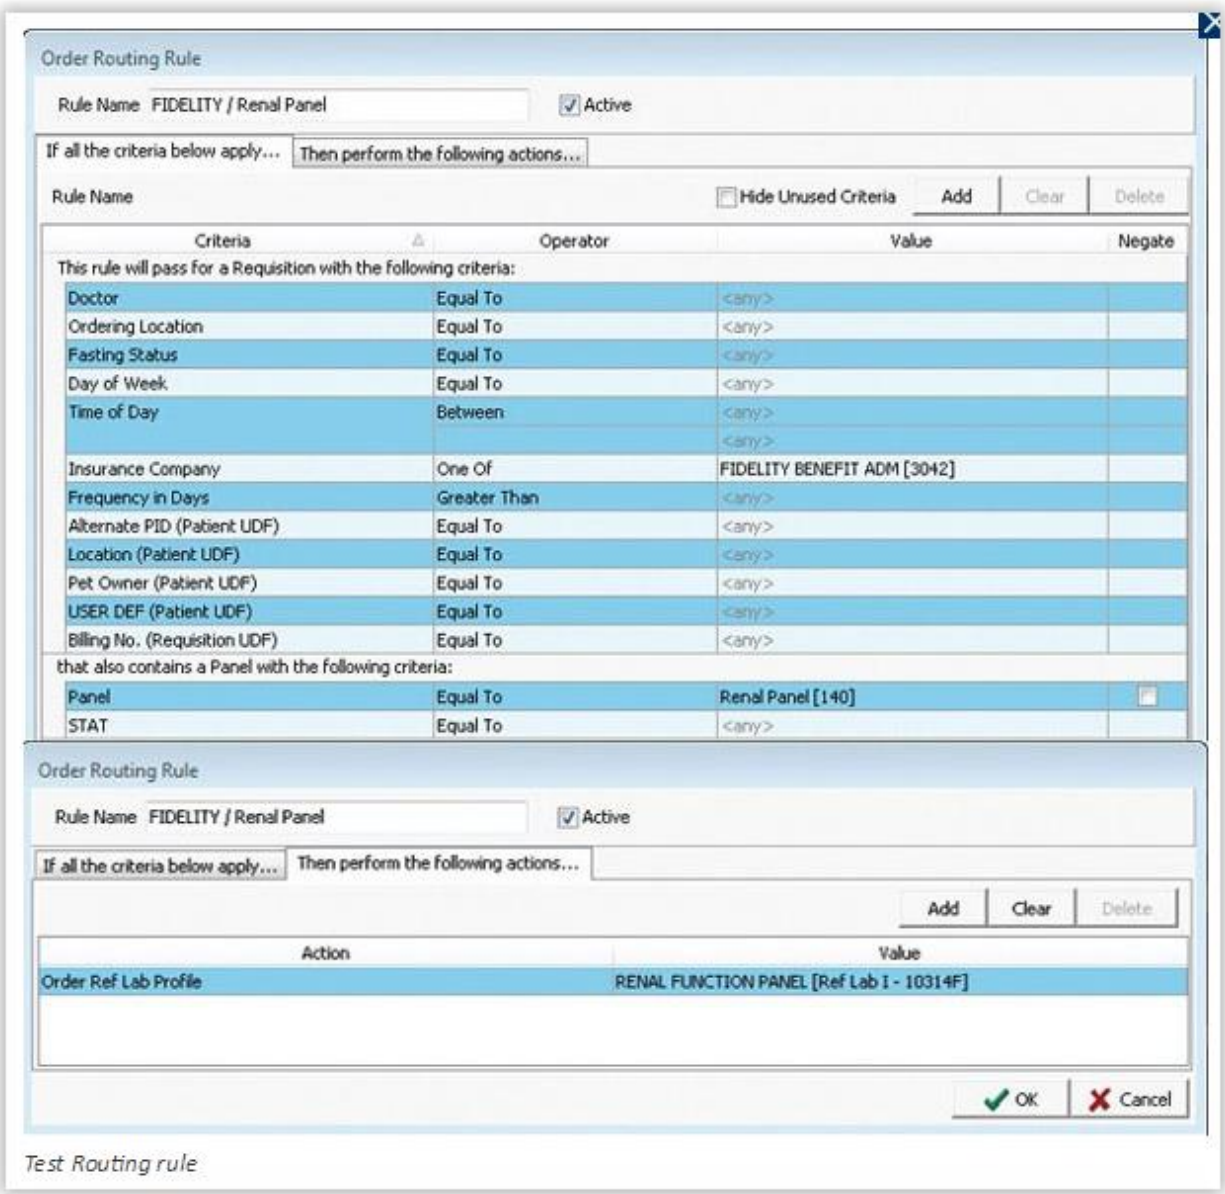 Order Routing Rule
Rule Name FIDELITY / Renal Panel Active
If all the criteria below apply... Then perform the following actions...
Rule Name Hide Unused Criteria Add Clear Delete
Criteria Operator Value Negate
This rule will pass for a Requisition with the following criteria:
Doctor Equal To <any>
Ordering Location Equal To <any>
Fasting Status Equal To <any>
Day of Week Equal To <any>
Time of Day Between <any>
<any>
Insurance Company One Of FIDELITY BENEFIT ADM [3042]
Frequency in Days Greater Than <any>
Alternate PID (Patient UDF) Equal To <any>
Location (Patient UDF) Equal To <any>
Pet Owner (Patient UDF) Equal To <any>
USER DEF (Patient UDF) Equal To <any>
Billing No. (Requisition UDF) Equal To <any>
that also contains a Panel with the following criteria:
Panel Equal To Renal Panel [140]
STAT Equal To <any>
Order Routing Rule
Rule Name FIDELITY / Renal Panel Active
If all the criteria below apply... Then perform the following actions...
Add Clear Delete
Action Value
Order Ref Lab Profile RENAL FUNCTION PANEL [Ref Lab I - 10314F]
OK Cancel
Test Routing rule